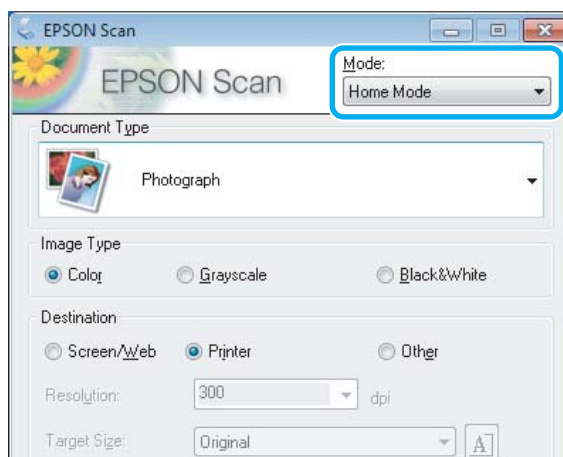 EPSON Scan
EPSON Scan
Mode:
Home Mode
Document Type
Photograph
Image Type
Color Grayscale Black&White
Destination
Screen/Web Printer Other
Resolution: 300 dpi
Target Size: Original A